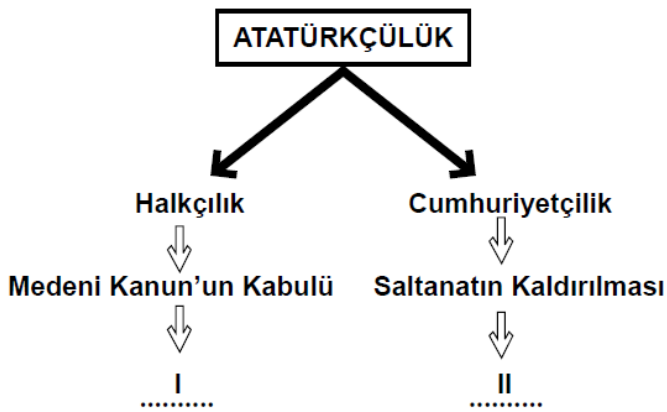 ATATÜRKÇÜLÜK
Halkçılık Cumhuriyetçilik
Medeni Kanun’un Kabulü Saltanatın Kaldırılması
I II
.......... ..........